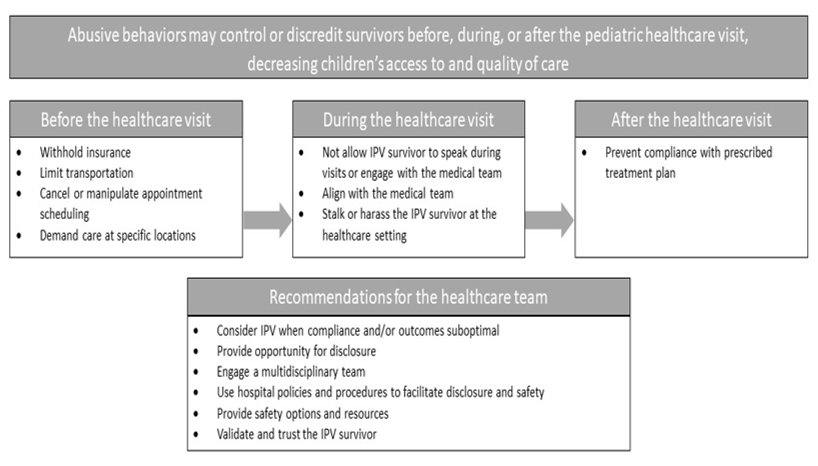 Abusive behaviors may control or discredit survivors before, during, or after the pediatric healthcare visit,
decreasing children's access to and quality of care
Before the healthcare visit
• Withhold insurance
• Limit transportation
• Cancel or manipulate appointment
scheduling
• Demand care at specific locations
During the healthcare visit
• Not allow IPV survivor to speak during
visits or engage with the medical team
• Align with the medical team
• Stalk or harass the IPV survivor at the
healthcare setting
After the healthcare visit
• Prevent compliance with prescribed
treatment plan
Recommendations for the healthcare team
• Consider IPV when compliance and/or outcomes suboptimal
• Provide opportunity for disclosure
• Engage a multidisciplinary team
• Use hospital policies and procedures to facilitate disclosure and safety
• Provide safety options and resources
• Validate and trust the IPV survivor